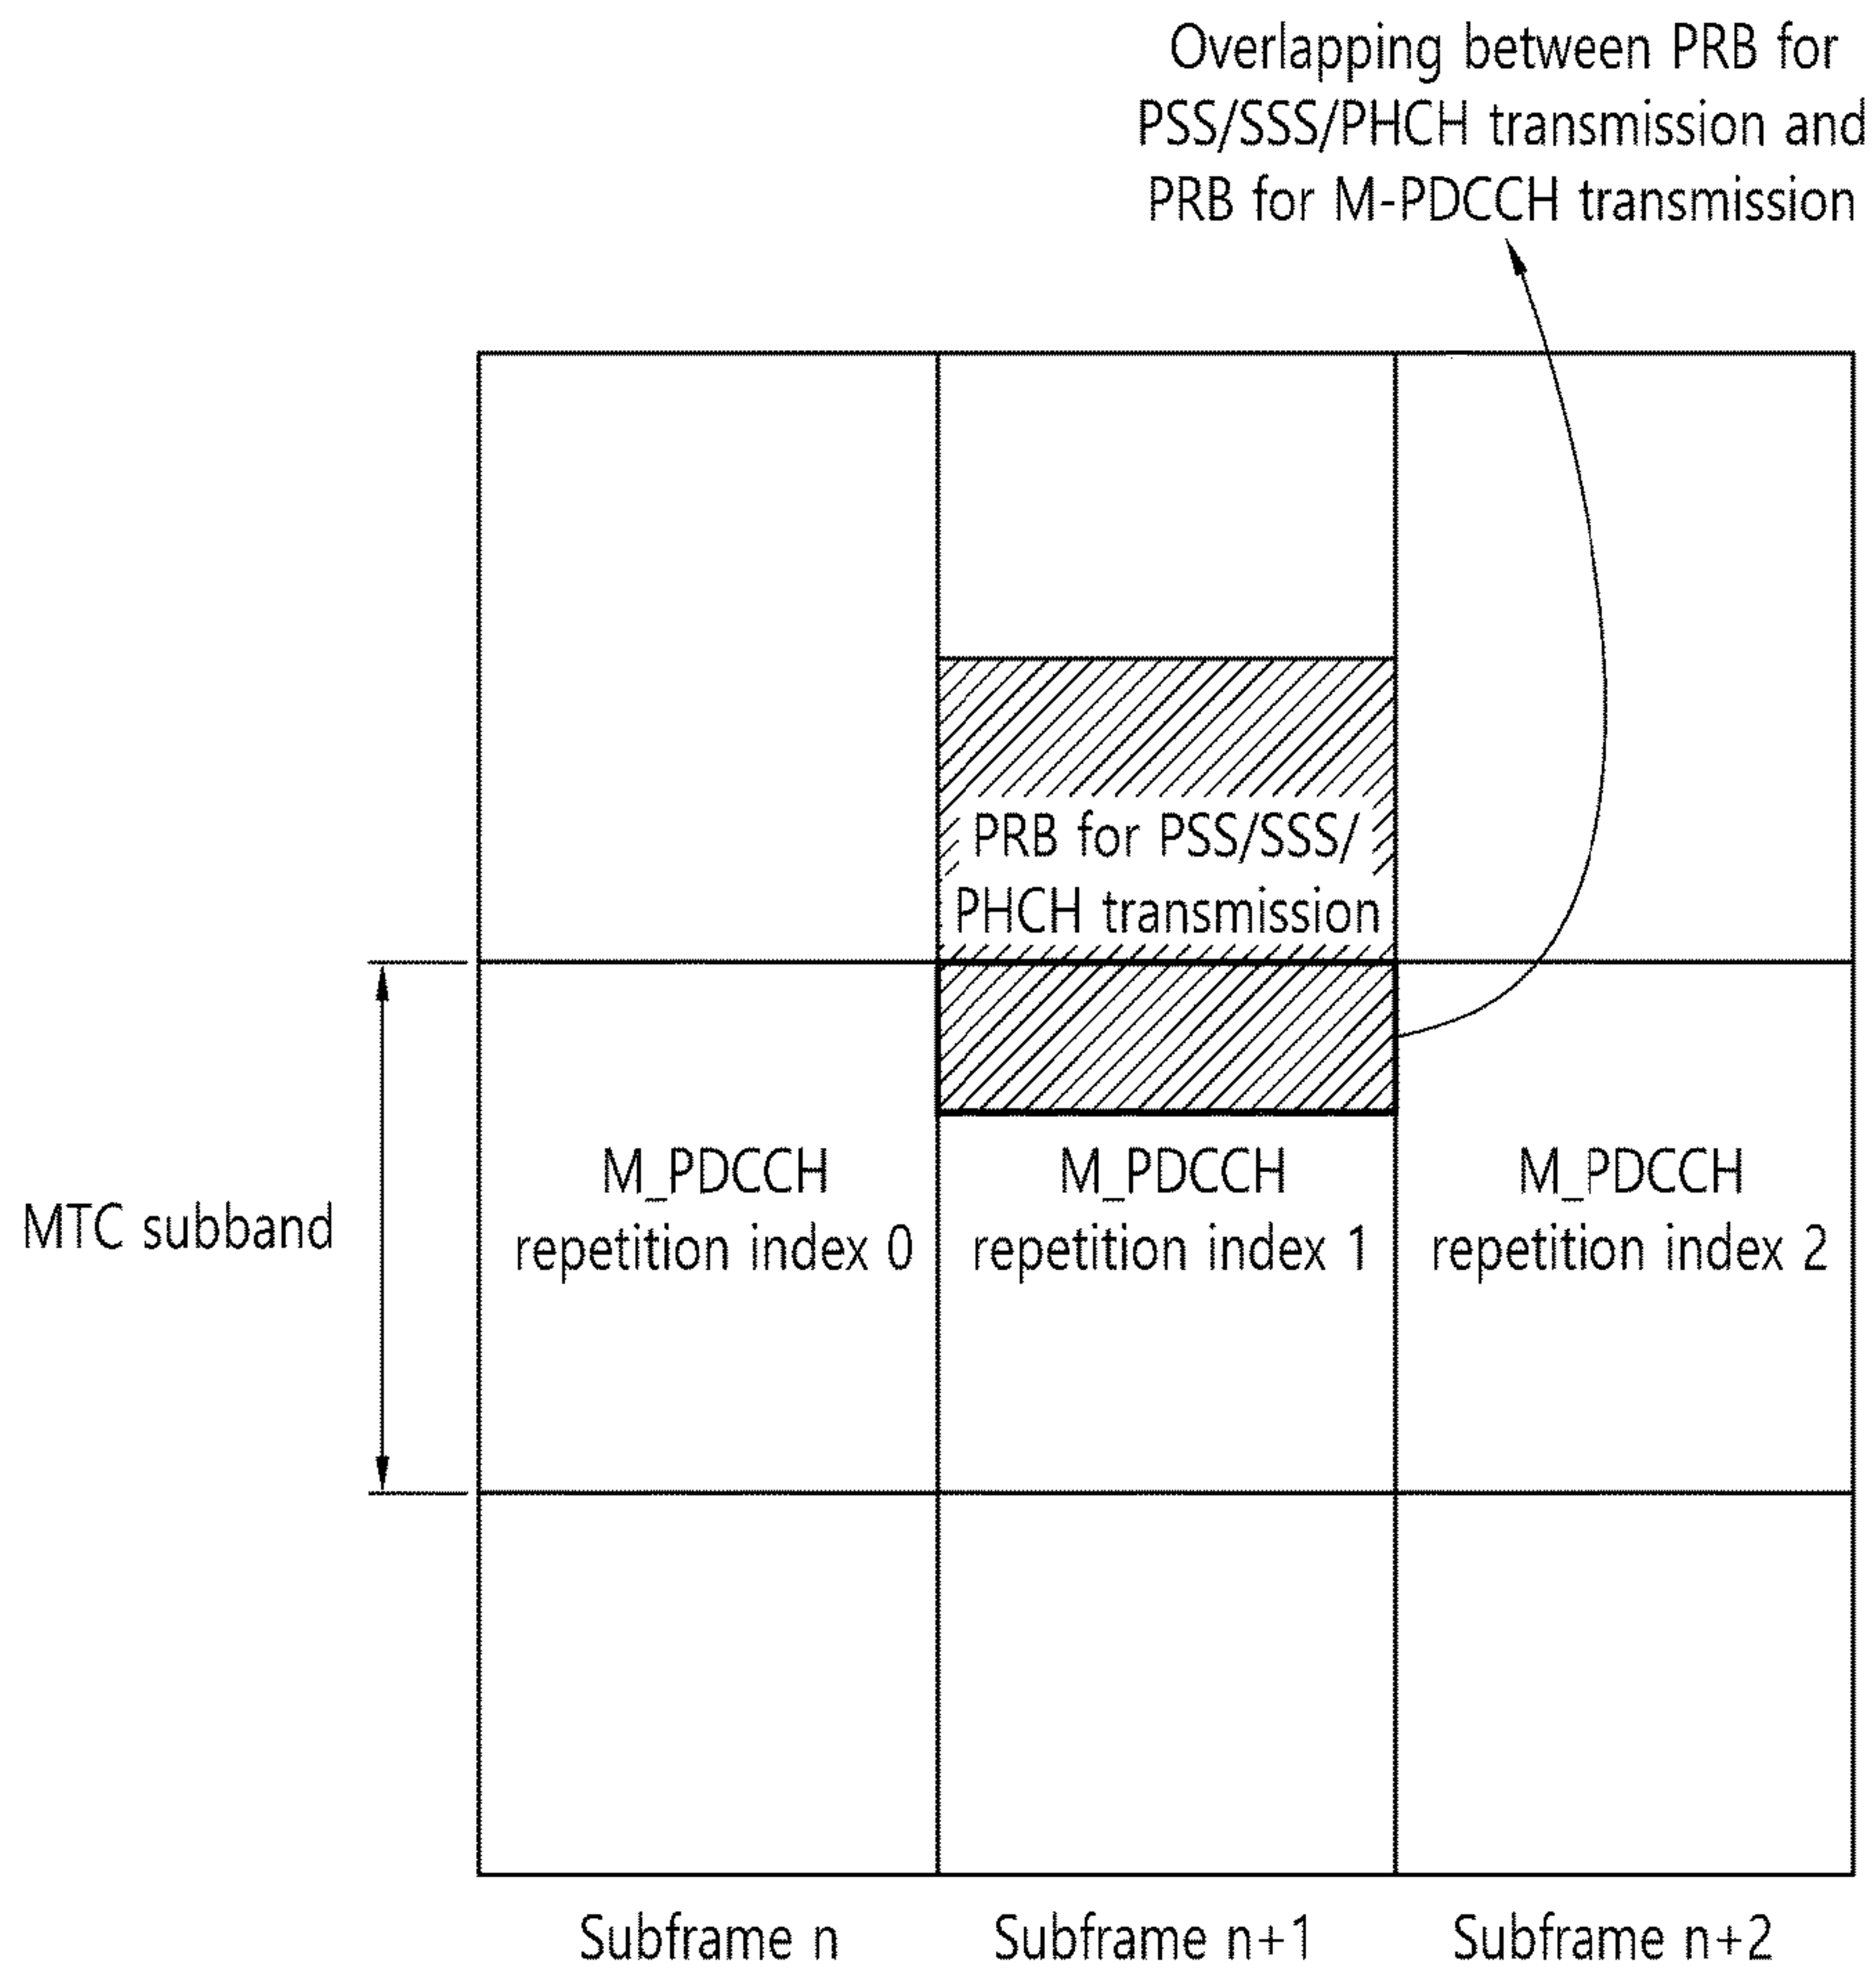 Overlapping between PRB for
PSS/SSS/PHCH transmission and
PRB for M-PDCCH transmission
PRB for PSS/SSS/
PHCH transmission
MTC subband
M_PDCCH
repetition index 0
M_PDCCH
repetition index 1
M_PDCCH
repetition index 2
Subframe n
Subframe n+1
Subframe n+2